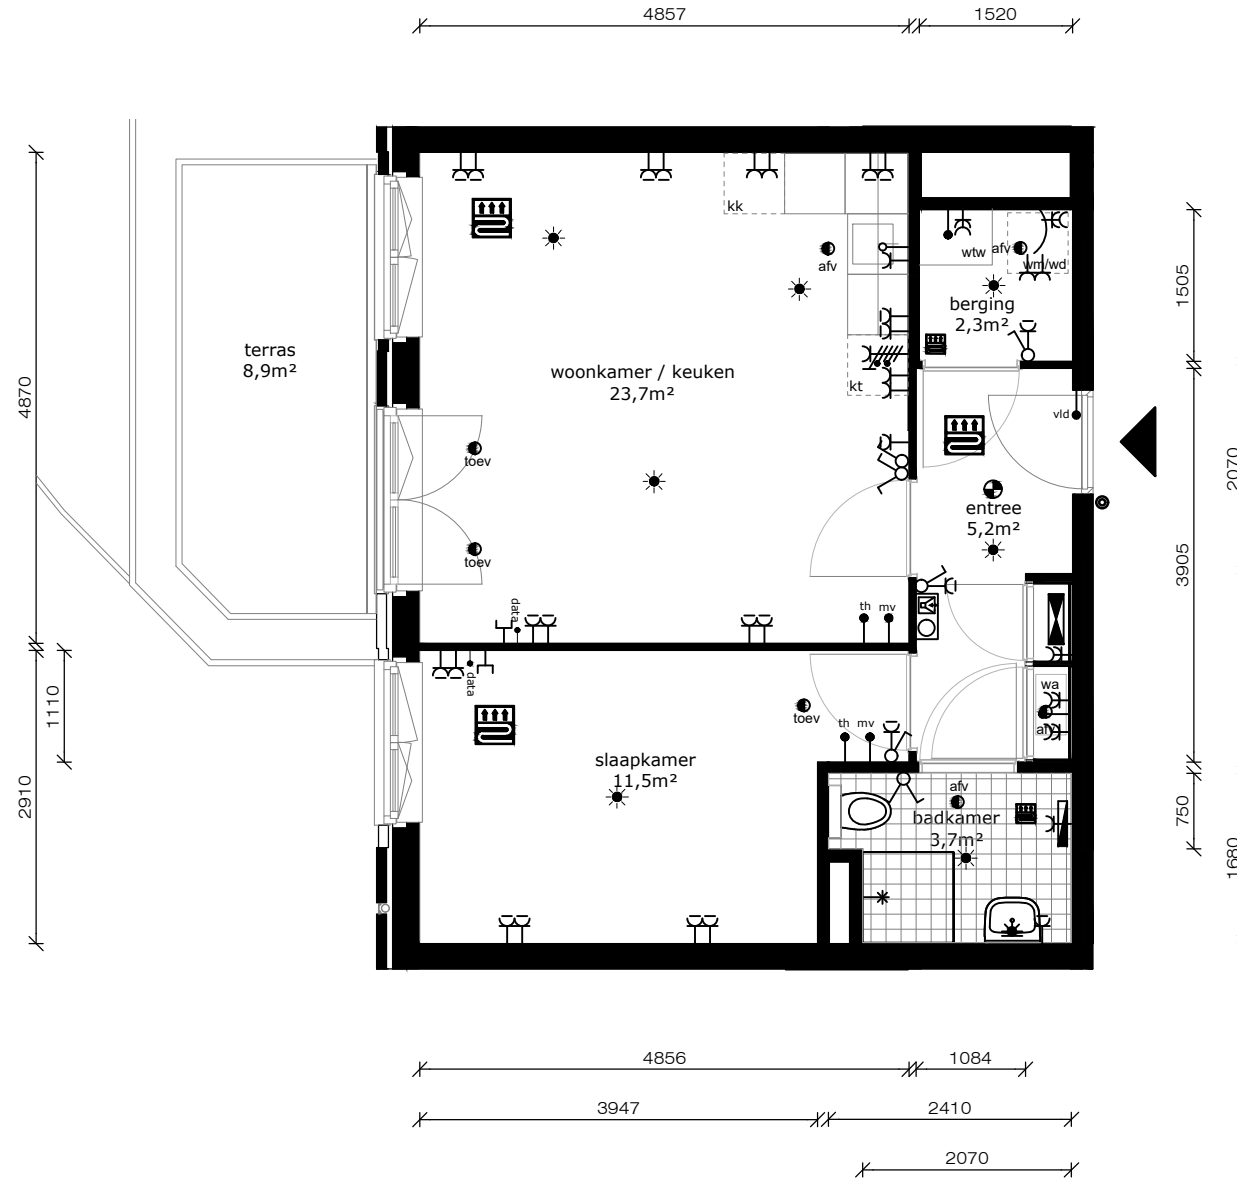 4857
1520
kk
afv
wtw
afv
wm/wd
berging
2,3m²
1505
terras
8,9m²
woonkamer / keuken
23,7m²
kt
4870
vld
toev
2070
entree
5,2m²
toev
3905
data
th
mv
data
1110
wa
afv
toev
th
mv
slaapkamer
11,5m²
2910
afv
badkamer
3,7m²
750
1680
4856
1084
3947
2410
2070